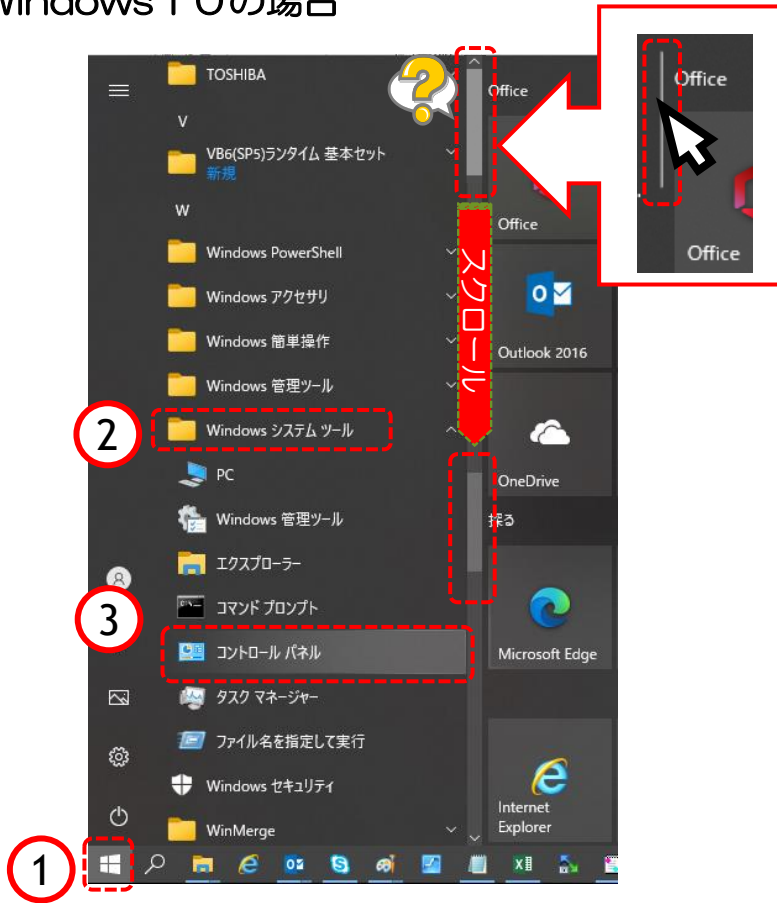 Windows10の場合
TOSHIBA
V
VB6(SP5)ランタイム 基本セット
新規
W
Windows PowerShell
Windows アクセサリ
Windows 簡単操作
Windows 管理ツール
2
Windows システム ツール
PC
Windows 管理ツール
エクスプローラー
コマンド プロンプト
3
コントロール パネル
タスク マネージャー
ファイル名を指定して実行
Windows セキュリティ
WinMerge
1
スクロール
Office
Office
Outlook 2016
OneDrive
探る
Microsoft Edge
Internet
Explorer
Office
Office